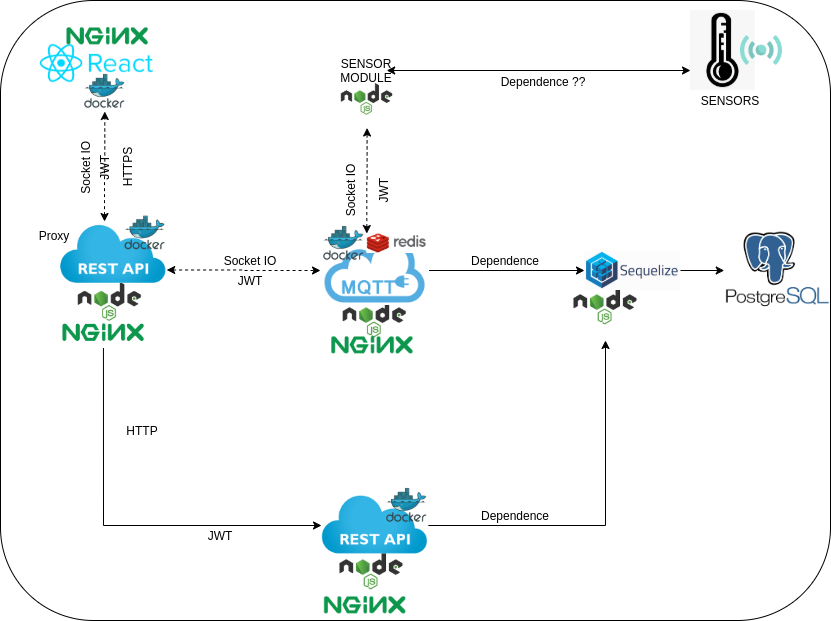 NGiNX
React
docker
SENSOR
MODULE
node
JS
Dependence ??
SENSORS
Socket IO
JWT
HTTPS
Socket IO
JWT
Proxy
docker
REST API
node
JS
NGiNX
Socket IO
JWT
docker
redis
MQTT
node
JS
NGiNX
Dependence
Sequelize
node
JS
PostgreSQL
HTTP
JWT
docker
REST API
node
JS
NGiNX
Dependence